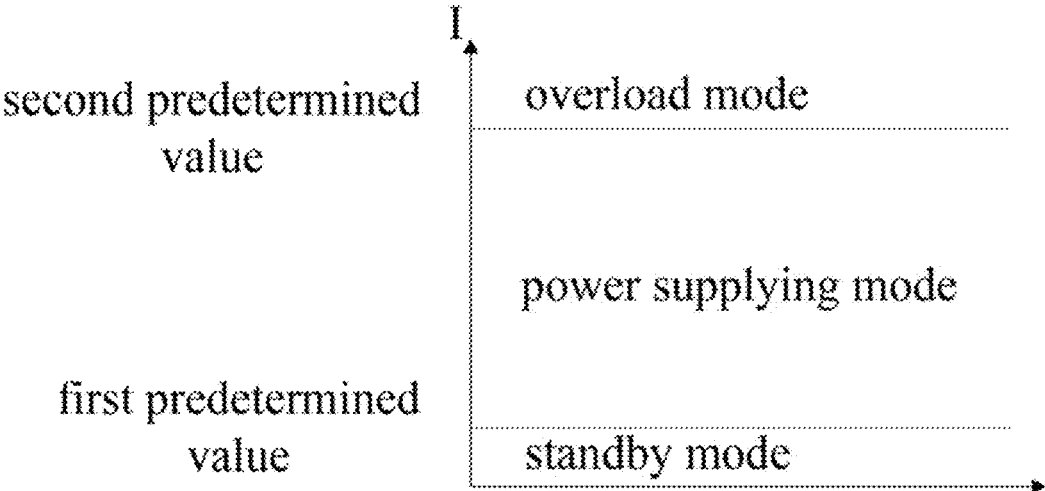 I
second predetermined
value
overload mode
power supplying mode
first predetermined
value
standby mode